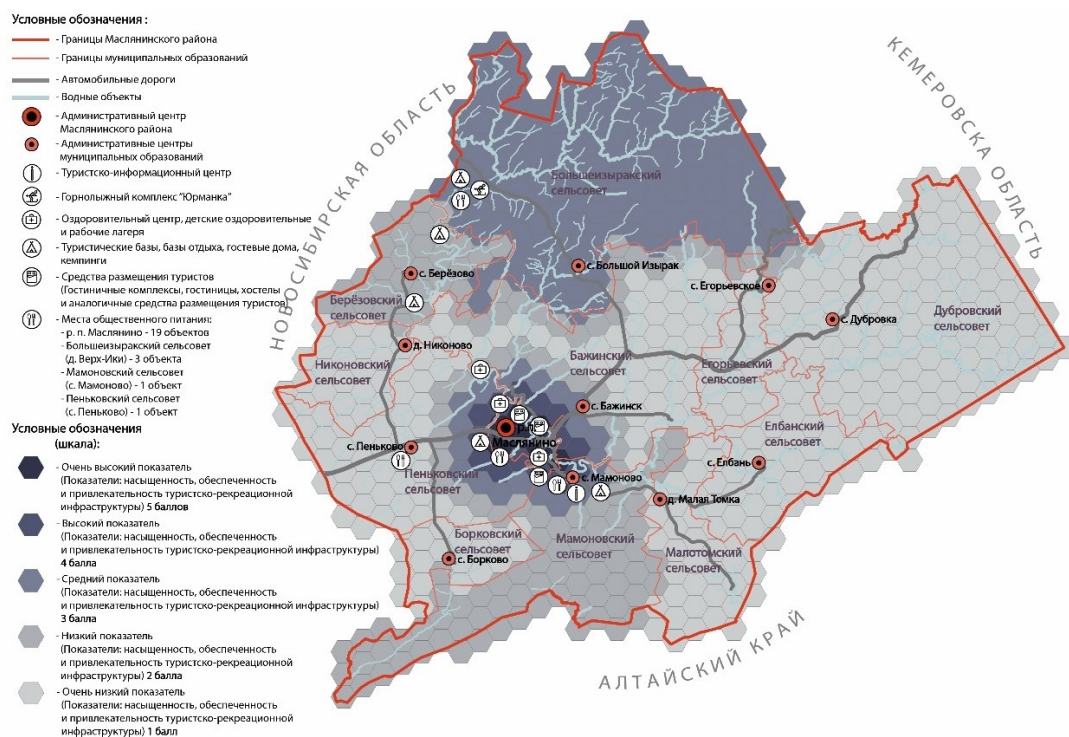 Условные обозначения :
- Границы Маслянинского района
- Границы муниципальных образований
- Автомобильные дороги
- Водные объекты
- Административный центр
Маслянинского района
- Административные центры
муниципальных образований
- Туристско-информационный центр
- Горнолыжный комплекс "Юрманка"
- Оздоровительный центр, детские оздоровительные
и рабочие лагеря
- Туристические базы, базы отдыха, гостевые дома,
кемпинги
- Средства размещения туристов
(Гостиничные комплексы, гостиницы, хостелы
и аналогичные средства размещения туристов)
- Места общественного питания:
- р. п. Маслянино - 19 объектов
- Большеизыракский сельсовет
(д. Верх-Ики) - 3 объекта
- Мамоновский сельсовет
(с. Мамоново) - 1 объект
- Пеньковский сельсовет
(с. Пеньково) - 1 объект
Условные обозначения
(шкала):
- Очень высокий показатель
(Показатели: насыщенность, обеспеченность
и привлекательность туристско-рекреационной
инфраструктуры) 5 баллов
- Высокий показатель
(Показатели: насыщенность, обеспеченность
и привлекательность туристско-рекреационной инфраструктуры)
4 балла
- Средний показатель
(Показатели: насыщенность, обеспеченность
и привлекательность туристско-рекреационной инфраструктуры)
3 балла
- Низкий показатель
(Показатели: насыщенность, обеспеченность
и привлекательность туристско-рекреационной
инфраструктуры) 2 балла
- Очень низкий показатель
(Показатели: насыщенность, обеспеченность
и привлекательность туристско-рекреационной
инфраструктуры) 1 балл
НОВОСИБИРСКАЯ ОБЛАСТЬ
КЕМЕРОВСКА ОБЛАСТЬ
Большеизыракский
сельсовет
с. Большой Изырак
с. Берёзово
с. Егорьевское
Берёзовский
сельсовет
с. Дубровка
Дубровский
сельсовет
д. Никоново
Никоновский
сельсовет
Бажинский
сельсовет
Егорьевский
сельсовет
с. Бажинск
р.п.
Маслянино
Елбанский
сельсовет
с. Пеньково
Пеньковский
сельсовет
с. Елбань
с. Мамоново
д. Малая Томка
Борковский
сельсовет
Мамоновский
сельсовет
Малотомский
сельсовет
с. Борково
АЛТАЙСКИЙ КРАЙ